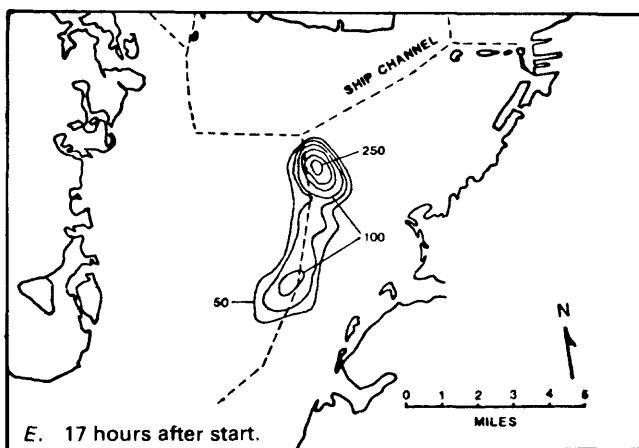 SHIP CHANNEL
250
100
50
N
0 1 2 3 4 5
MILES
E. 17 hours after start.